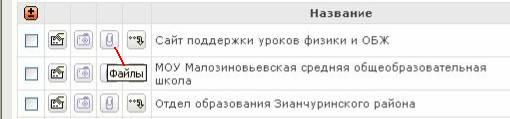 Название
Сайт поддержки уроков физики и ОБЖ
Файлы
МОУ Малозиновьевская средняя общеобразовательная
школа
Отдел образования Зианчуринского района